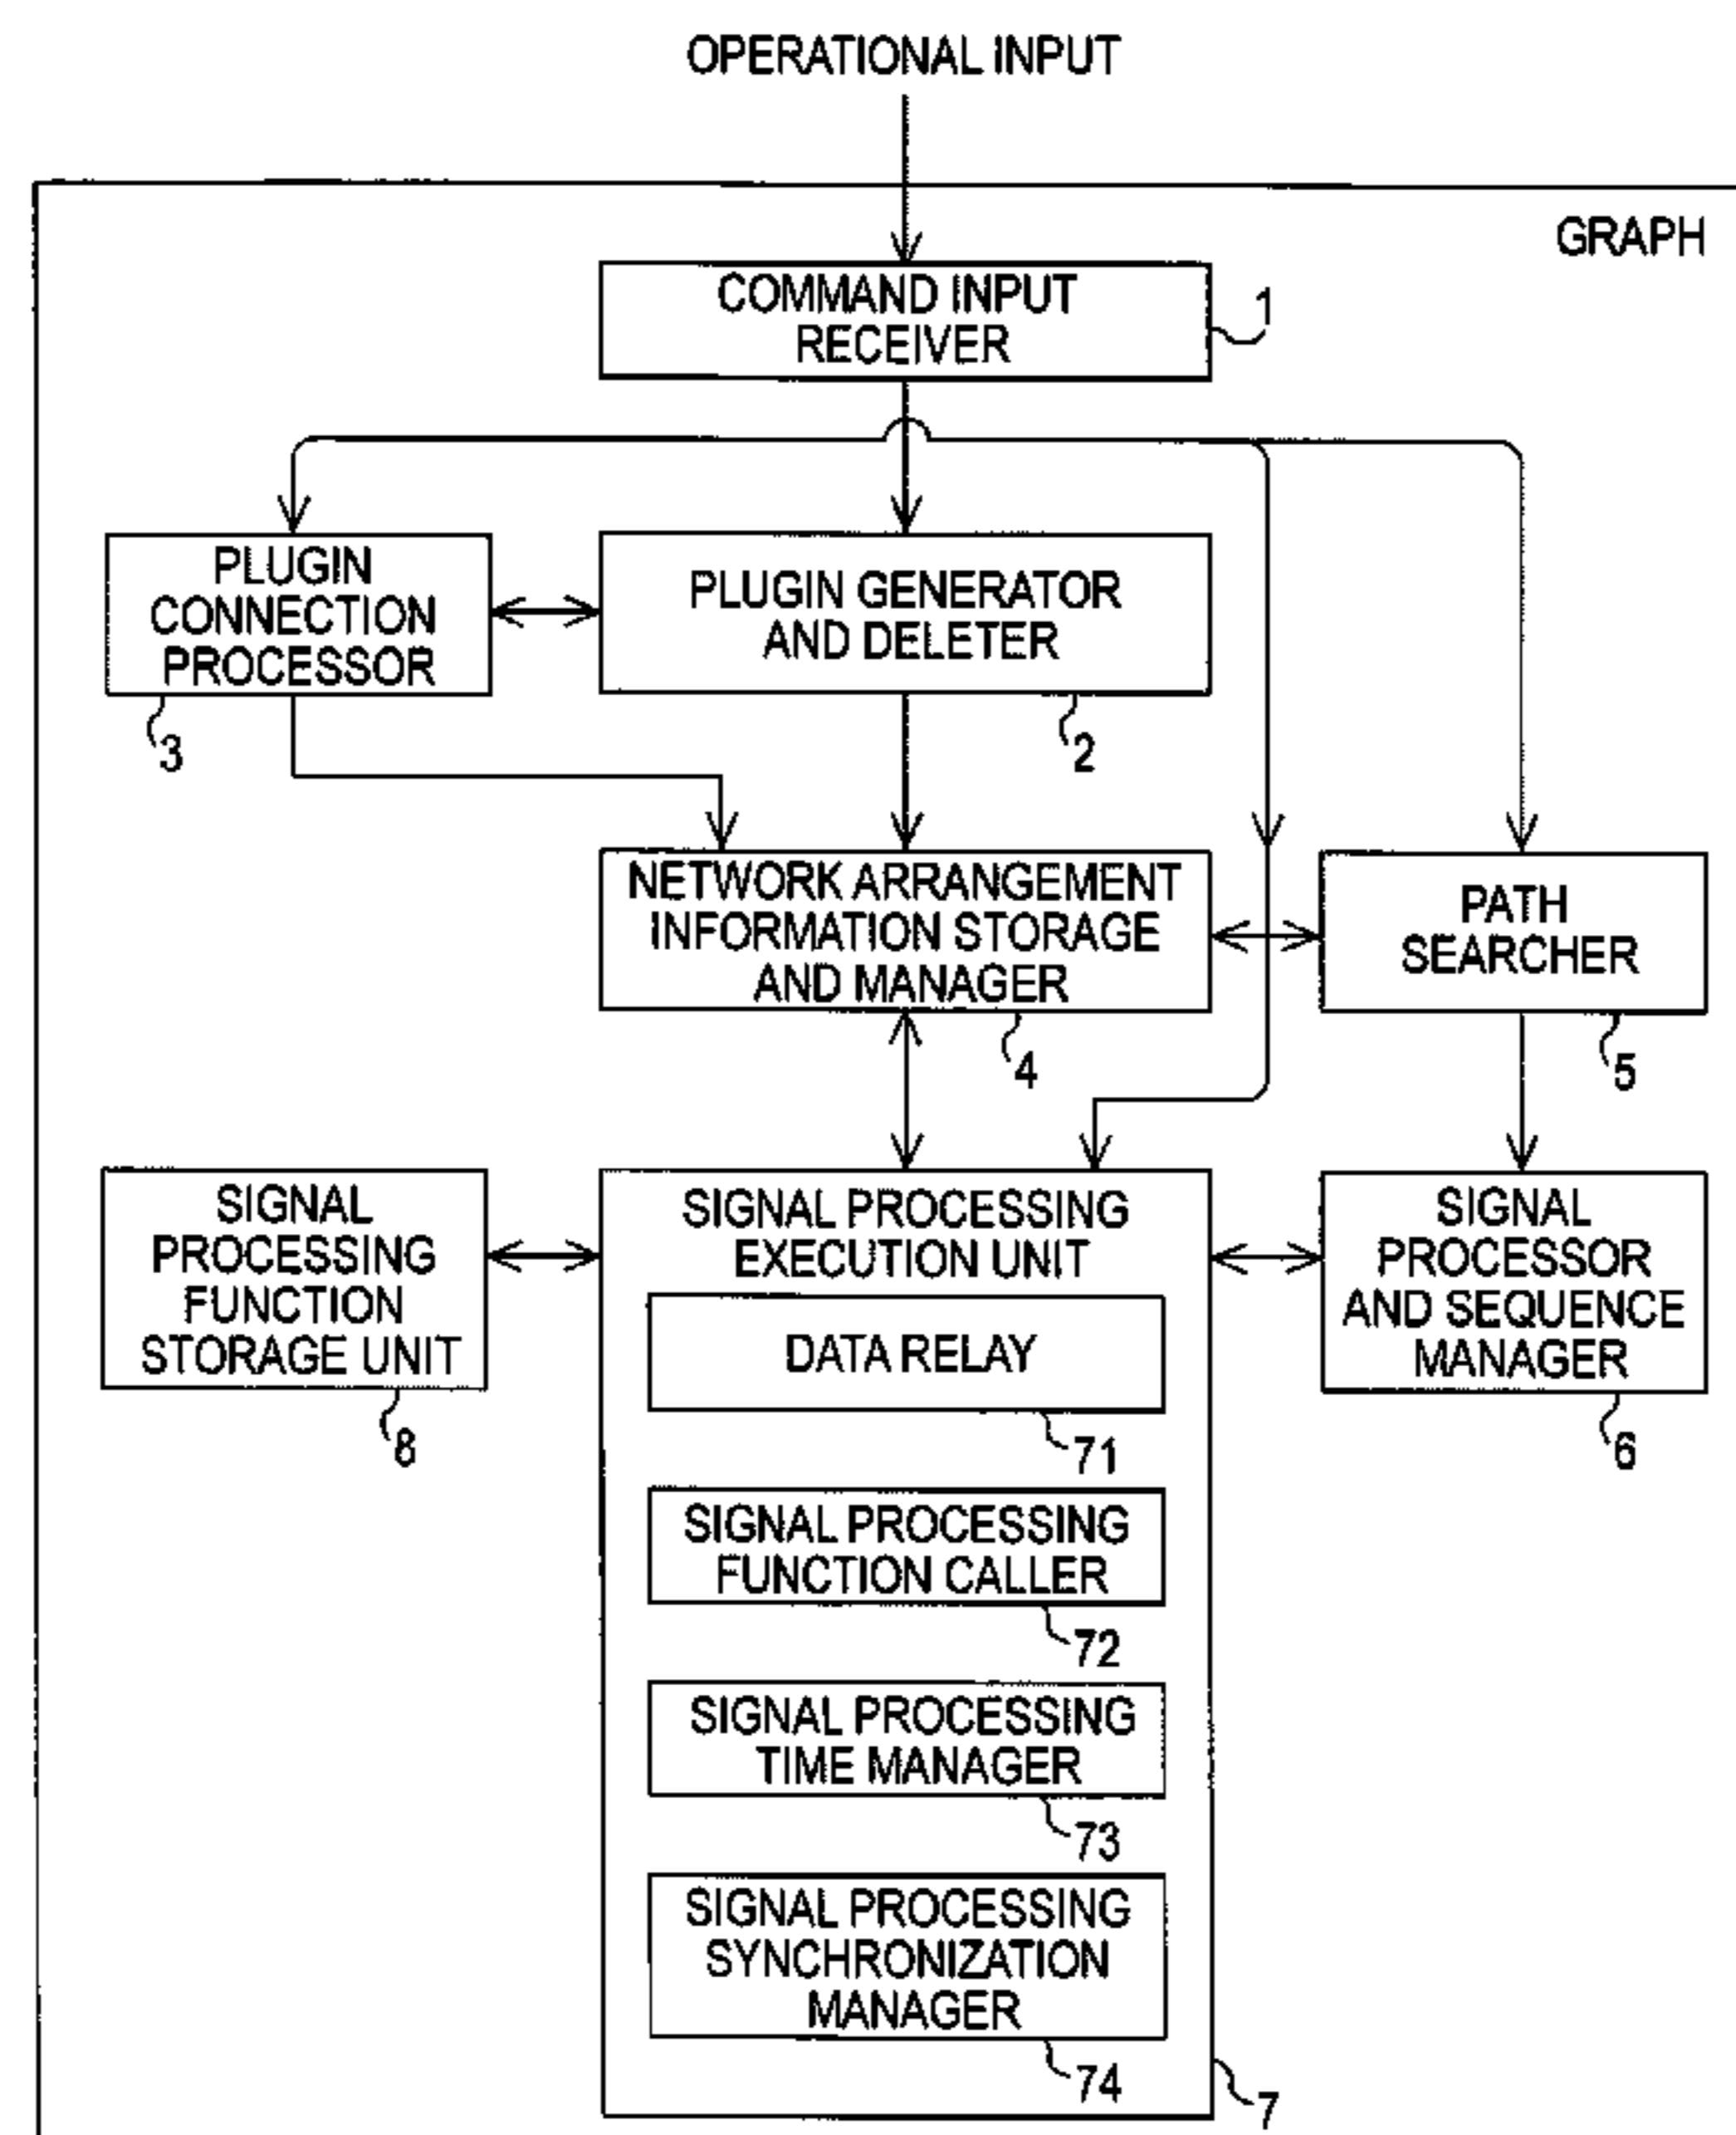 OPERATIONAL INPUT
GRAPH
COMMAND INPUT
RECEIVER
1
PLUGIN
CONNECTION
PROCESSOR
3
PLUGIN GENERATOR
AND DELETER
2
NETWORK ARRANGEMENT
INFORMATION STORAGE
AND MANAGER
4
PATH
SEARCHER
5
SIGNAL
PROCESSING
FUNCTION
STORAGE UNIT
8
SIGNAL PROCESSING
EXECUTION UNIT
DATA RELAY
71
SIGNAL PROCESSING
FUNCTION CALLER
72
SIGNAL PROCESSING
TIME MANAGER
73
SIGNAL PROCESSING
SYNCHRONIZATION
MANAGER
74
7
SIGNAL
PROCESSOR
AND SEQUENCE
MANAGER
6